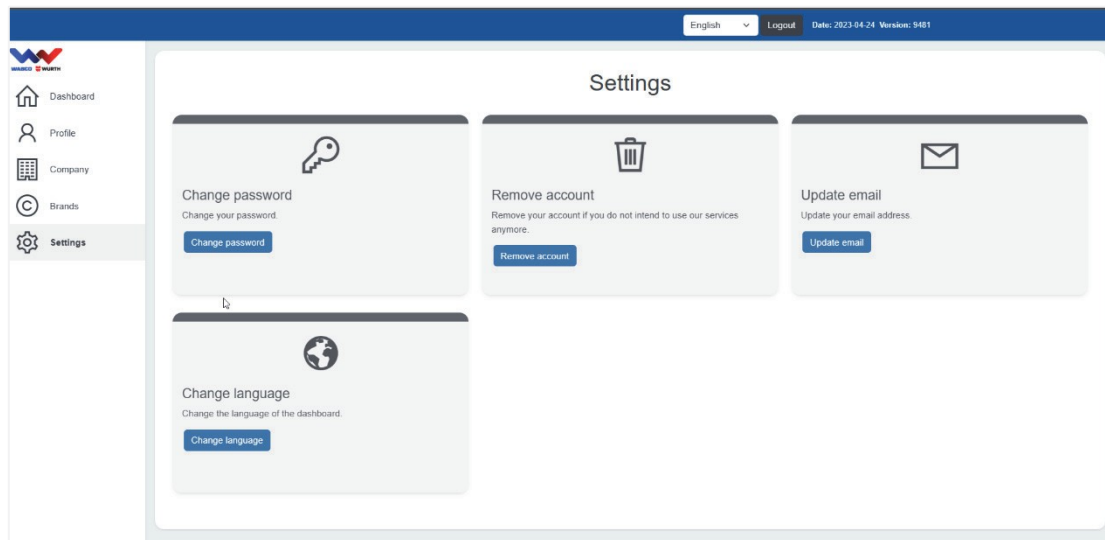 English
Logout
Date: 2023-04-24 Version: 9481
WABCO WURTH
Dashboard
Profile
Company
Brands
Settings
Settings
Change password
Change your password.
Change password
Remove account
Remove your account if you do not intend to use our services
anymore.
Remove account
Update email
Update your email address.
Update email
Change language
Change the language of the dashboard.
Change language